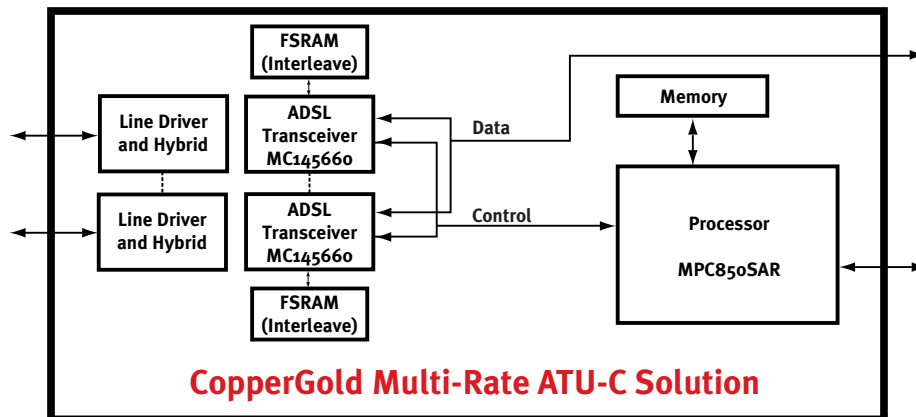 FSRAM
(Interleave)
Line Driver
and Hybrid
ADSL
Transceiver
MC145660
Data
Memory
Line Driver
and Hybrid
ADSL
Transceiver
MC145660
Control
Processor
MPC850SAR
FSRAM
(Interleave)
CopperGold Multi-Rate ATU-C Solution